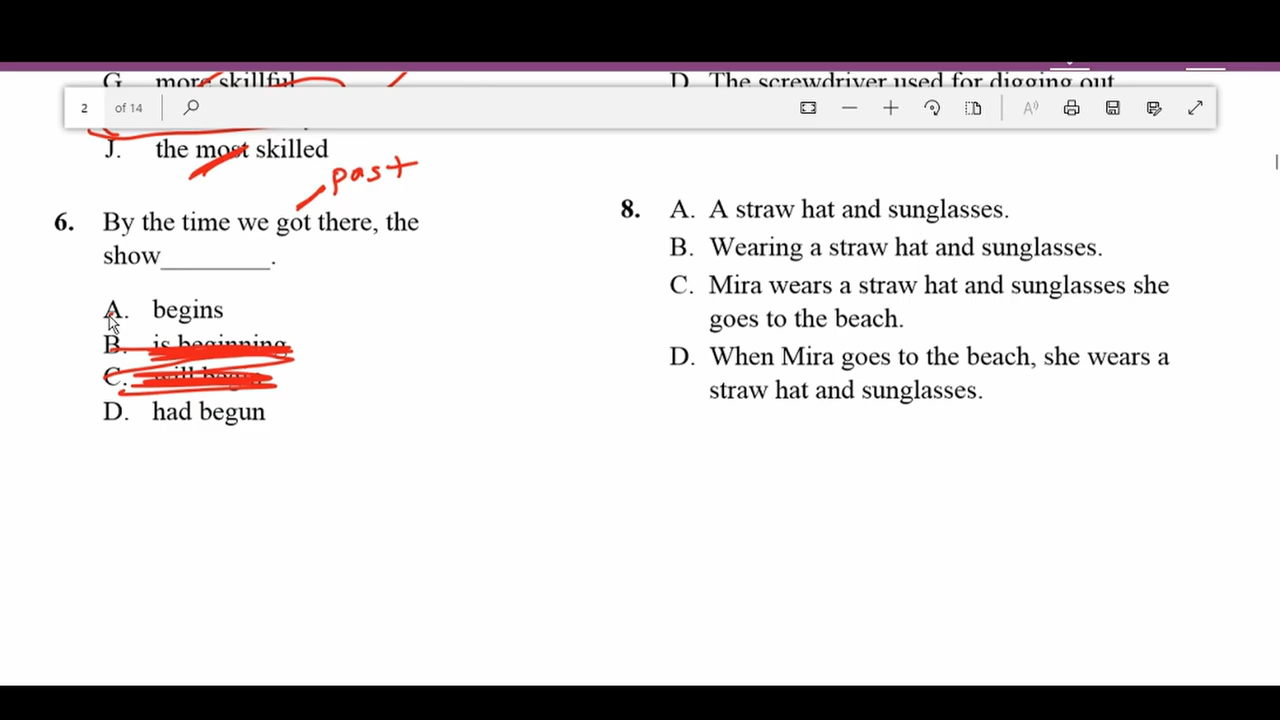 G. more skillful
D. The screwdriver used for digging out
2 of 14
J. the most skilled
past
6. By the time we got there, the
show_________.
A. begins
B. is beginning
C. will begin
D. had begun
8. A. A straw hat and sunglasses.
B. Wearing a straw hat and sunglasses.
C. Mira wears a straw hat and sunglasses she
goes to the beach.
D. When Mira goes to the beach, she wears a
straw hat and sunglasses.